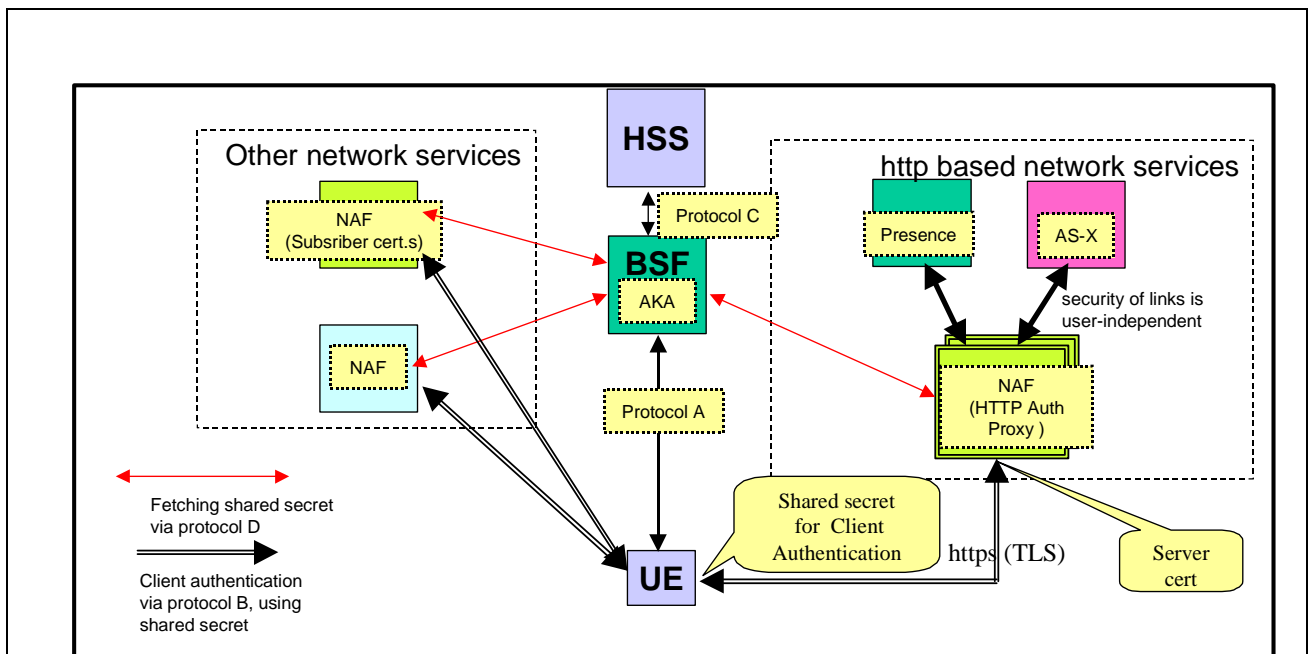 HSS
Other network services
http based network services
NAF
(Subsriber cert.s)
Protocol C
Presence
AS-X
BSF
AKA
security of links is
user-independent
NAF
NAF
(HTTP Auth
Proxy )
Protocol A
Fetching shared secret
via protocol D
Shared secret
for Client
Authentication
https (TLS)
Server
cert
UE
Client authentication
via protocol B, using
shared secret